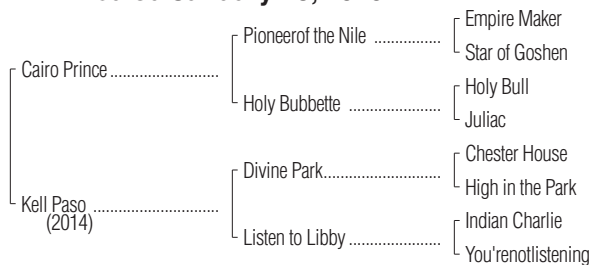 Pioneerof the Nile
Empire Maker
Star of Goshen
Cairo Prince
Holy Bubbette
Holy Bull
Juliac
Divine Park
Chester House
High in the Park
Kell Paso
(2014)
Listen to Libby
Indian Charlie
You'renotlistening